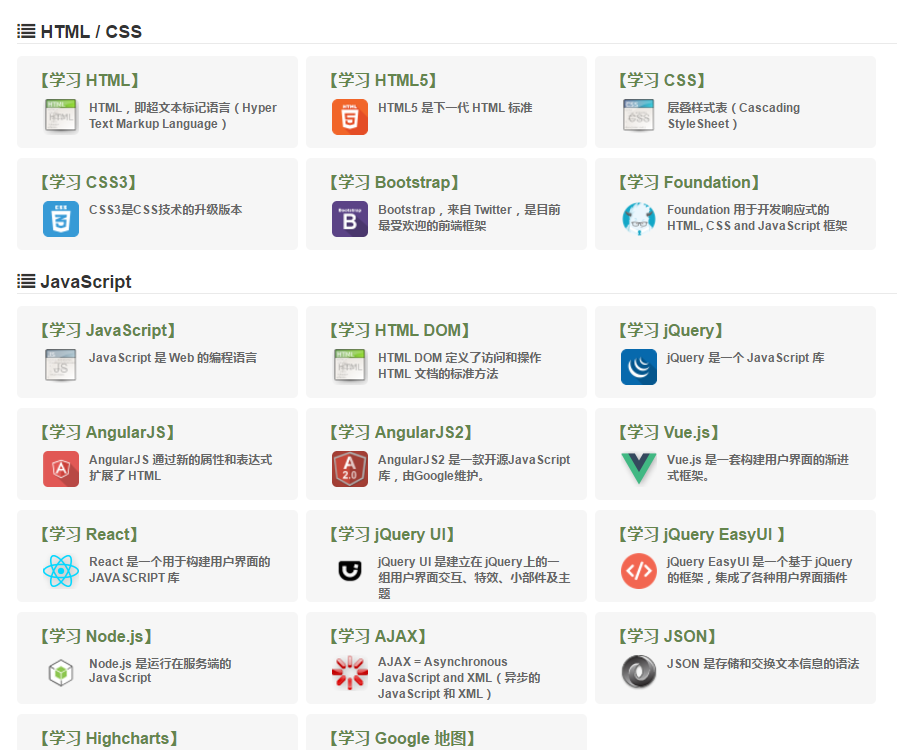 HTML / CSS
【学习 HTML】
HTML，即超文本标记语言（Hyper
Text Markup Language）
【学习 HTML5】
HTML5 是下一代 HTML 标准
【学习 CSS】
层叠样式表（Cascading
StyleSheet）
【学习 CSS3】
CSS3是CSS技术的升级版本
【学习 Bootstrap】
Bootstrap，来自 Twitter，是目前
最受欢迎的前端框架
【学习 Foundation】
Foundation 用于开发响应式的
HTML, CSS and JavaScript 框架
JavaScript
【学习 JavaScript】
JavaScript 是 Web 的编程语言
【学习 HTML DOM】
HTML DOM 定义了访问和操作
HTML 文档的标准方法
【学习 jQuery】
jQuery 是一个 JavaScript 库
【学习 AngularJS】
AngularJS 通过新的属性和表达式
扩展了 HTML
【学习 AngularJS2】
AngularJS2 是一款开源JavaScript
库，由Google维护。
【学习 Vue.js】
Vue.js 是一套构建用户界面的渐进
式框架。
【学习 React】
React 是一个用于构建用户界面的
JAVASCRIPT 库
【学习 jQuery UI】
jQuery UI 是建立在 jQuery上的一
组用户界面交互、特效、小部件及主
题
【学习 jQuery EasyUI 】
jQuery EasyUI 是一个基于 jQuery
的框架，集成了各种用户界面插件
【学习 Node.js】
Node.js 是运行在服务端的
JavaScript
【学习 AJAX】
AJAX = Asynchronous
JavaScript and XML（异步的
JavaScript 和 XML）
【学习 JSON】
JSON 是存储和交换文本信息的语法
【学习 Highcharts】
【学习 Google 地图】